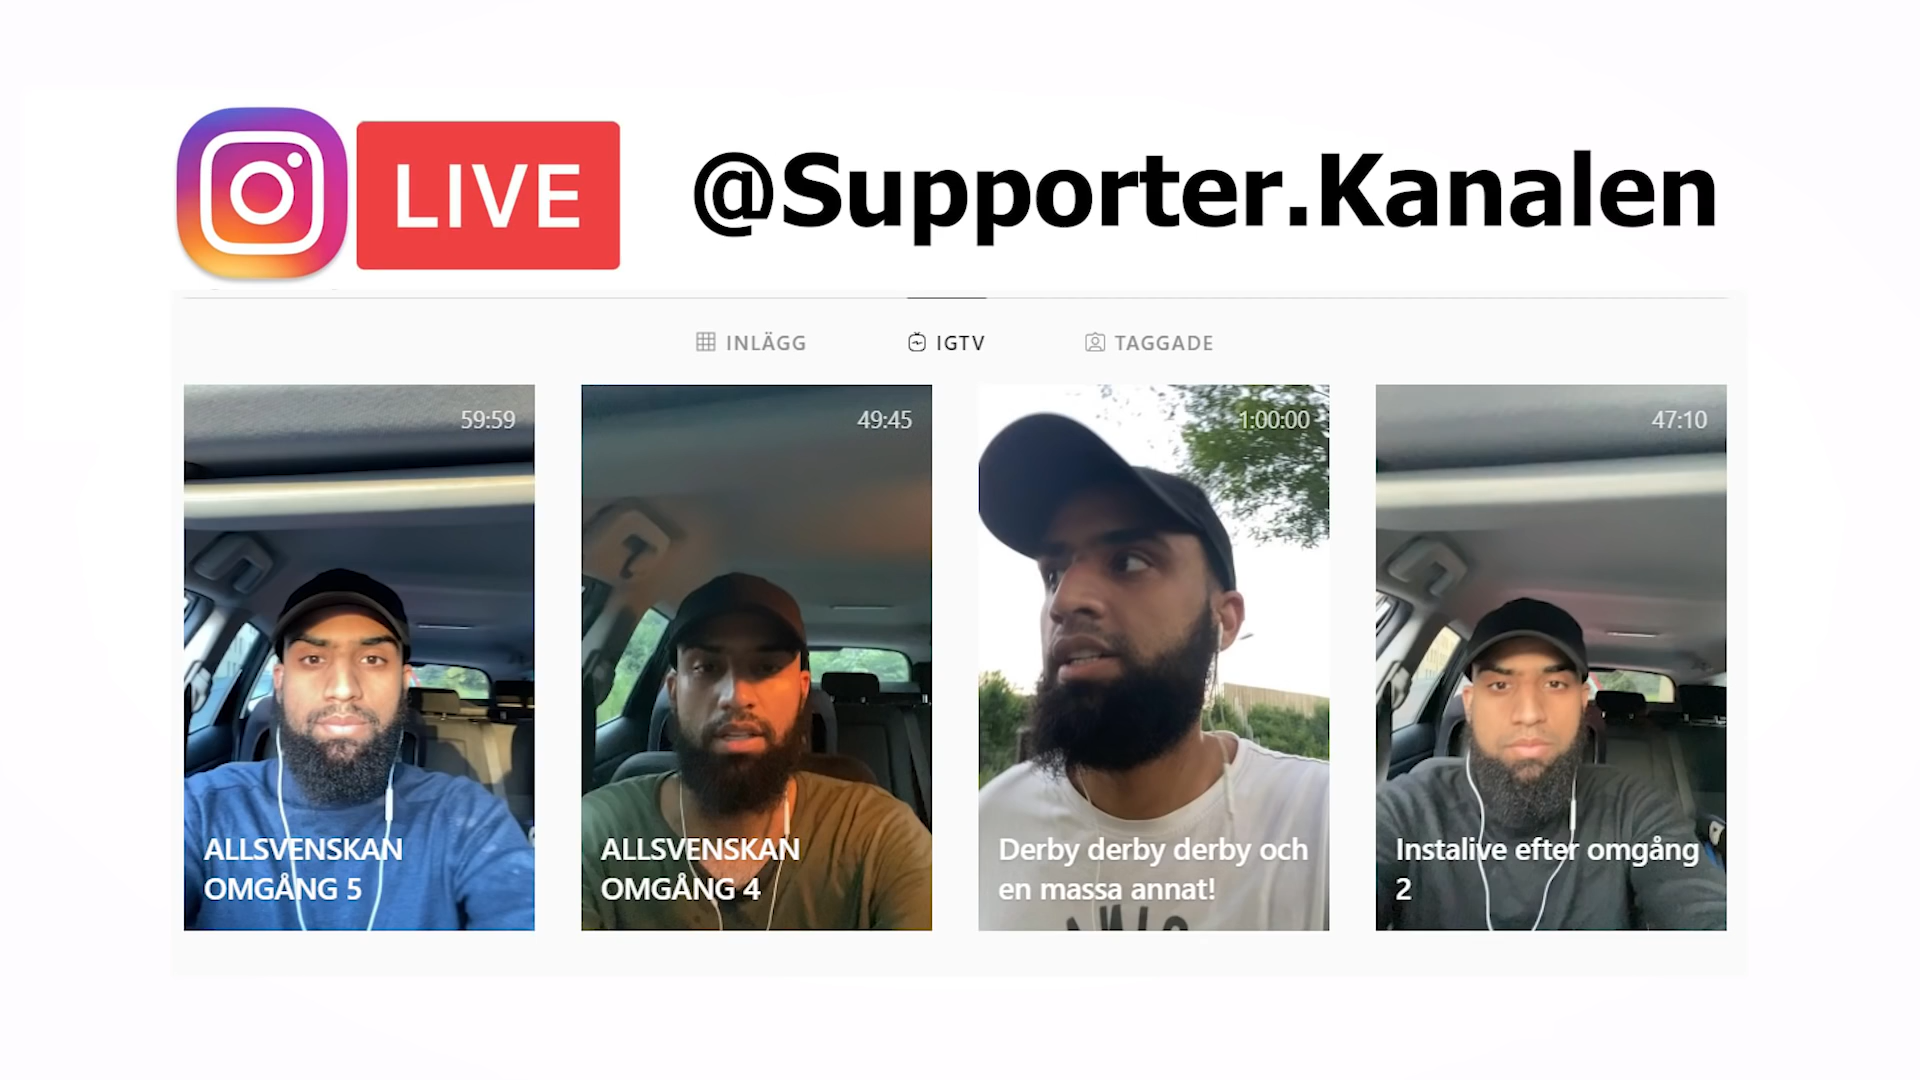 LIVE @Supporter.Kanalen
INLÄGG IGTV TAGGADE
59:59
49:45
1:00:00
47:10
ALLSVENSKAN
OMGÅNG 5
ALLSVENSKAN
OMGÅNG 4
Derby derby derby och
en massa annat!
Instalive efter omgång
2